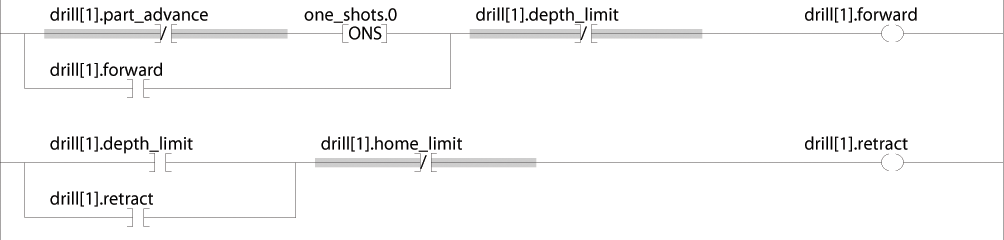 drill[1].part_advance one_shots.0 drill[1].depth_limit drill[1].forward
/ ONS /
drill[1].forward
drill[1].depth_limit drill[1].home_limit drill[1].retract
/
drill[1].retract